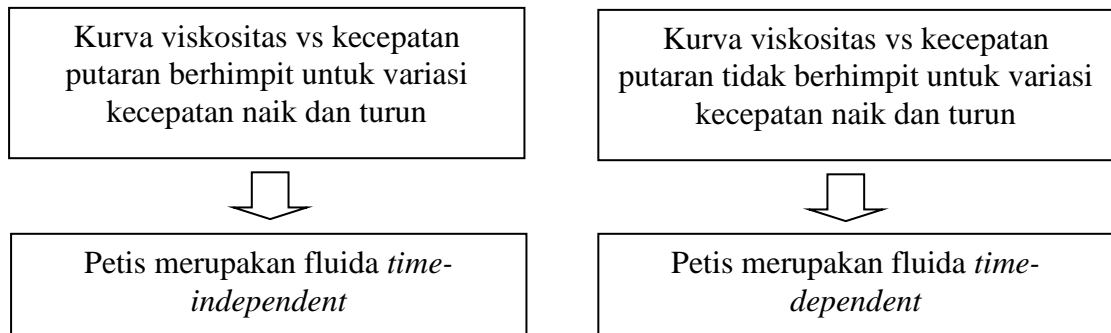 Kurva viskositas vs kecepatan
putaran berhimpit untuk variasi
kecepatan naik dan turun
Petis merupakan fluida time-
independent
Kurva viskositas vs kecepatan
putaran tidak berhimpit untuk variasi
kecepatan naik dan turun
Petis merupakan fluida time-
dependent